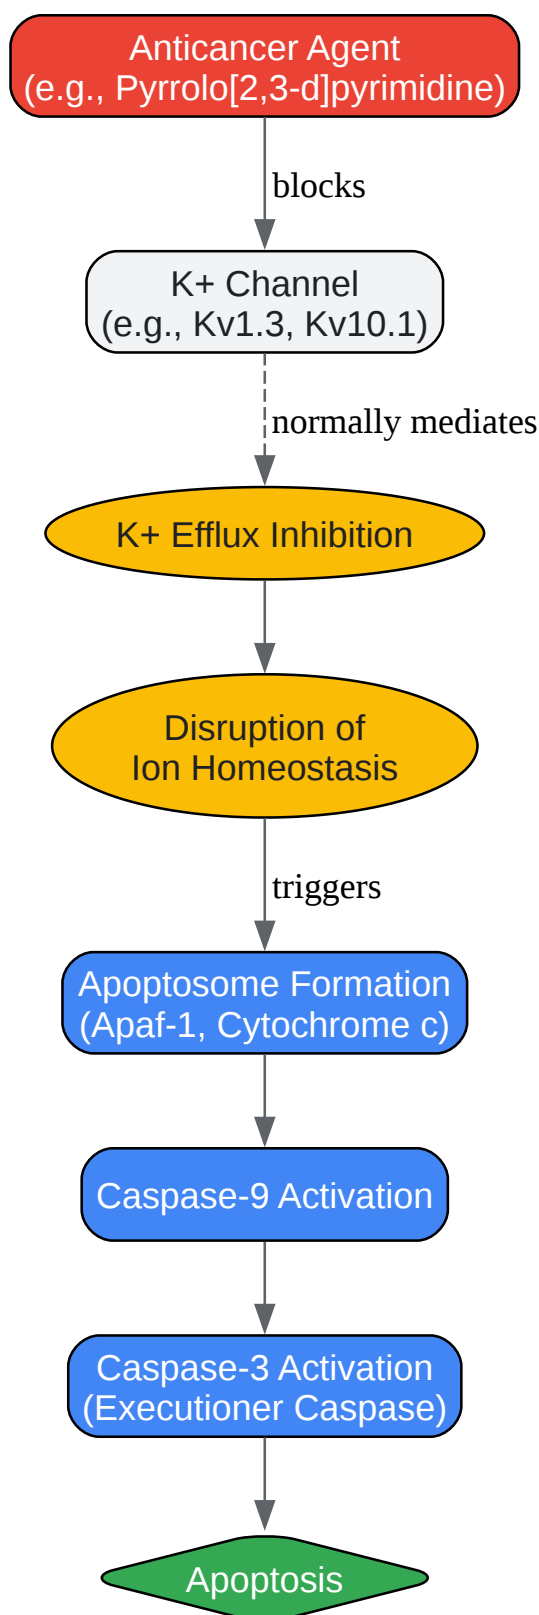 Anticancer Agent
(e.g., Pyrrolo[2,3-d]pyrimidine)
blocks
K+ Channel
(e.g., Kv1.3, Kv10.1)
normally mediates
K+ Efflux Inhibition
Disruption of
Ion Homeostasis
triggers
Apoptosome Formation
(Apaf-1, Cytochrome c)
Caspase-9 Activation
Caspase-3 Activation
(Executioner Caspase)
Apoptosis